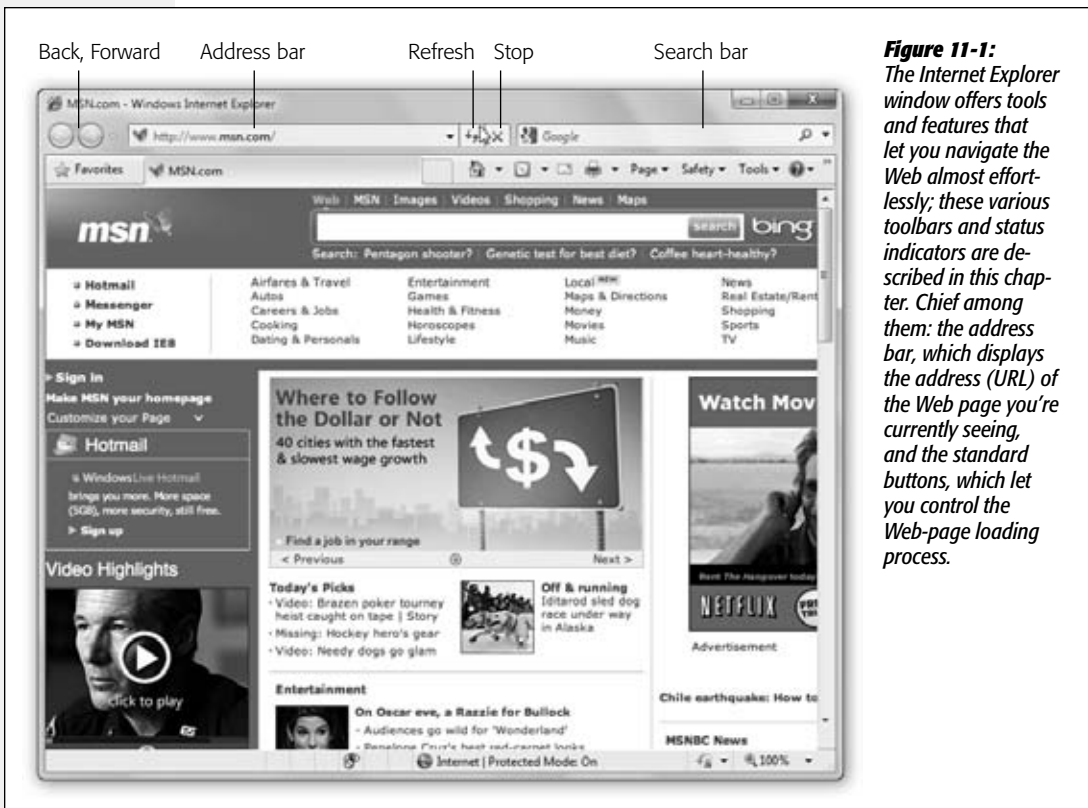 Back, Forward
Address bar
Refresh
Stop
Search bar
MSN.com - Windows Internet Explorer
http://www.msn.com/
Google
Favorites
MSN.com
Page
Safety
Tools
msn
Web MSN Images Videos Shopping News Maps
search bing
Search: Pentagon shooter? Genetic test for best diet? Coffee heart-healthy?
Hotmail
Messenger
My MSN
Download IE8
Airfares & Travel
Autos
Careers & Jobs
Cooking
Dating & Personals
Entertainment
Games
Health & Fitness
Horoscopes
Lifestyle
Local NEW
Maps & Directions
Money
Movies
Music
News
Real Estate/Rent
Shopping
Sports
TV
> Sign in
Make MSN your homepage
Customize your Page
Hotmail
WindowsLive Hotmail
brings you more. More space
(5GB), more security, still free.
> Sign up
Video Highlights
click to play
Where to Follow
the Dollar or Not
40 cities with the fastest
& slowest wage growth
$
Find a job in your range
< Previous
Next >
Today's Picks
· Video: Brazen poker tourney
heist caught on tape | Story
· Missing: Hockey hero's gear
· Video: Needy dogs go glam
Off & running
Iditarod sled dog
race under way
in Alaska
Entertainment
On Oscar eve, a Razzie for Bullock
- Audiences go wild for 'Wonderland'
- Penelope Cruz's best red-carpet looks
Watch Mov
Rent The Hangover today
NETFLIX
Advertisement
Chile earthquake: How to
MSNBC News
Internet | Protected Mode: On
100%
Figure 11-1:
The Internet Explorer
window offers tools
and features that
let you navigate the
Web almost effort-
lessly; these various
toolbars and status
indicators are de-
scribed in this chap-
ter. Chief among
them: the address
bar, which displays
the address (URL) of
the Web page you're
currently seeing,
and the standard
buttons, which let
you control the
Web-page loading
process.